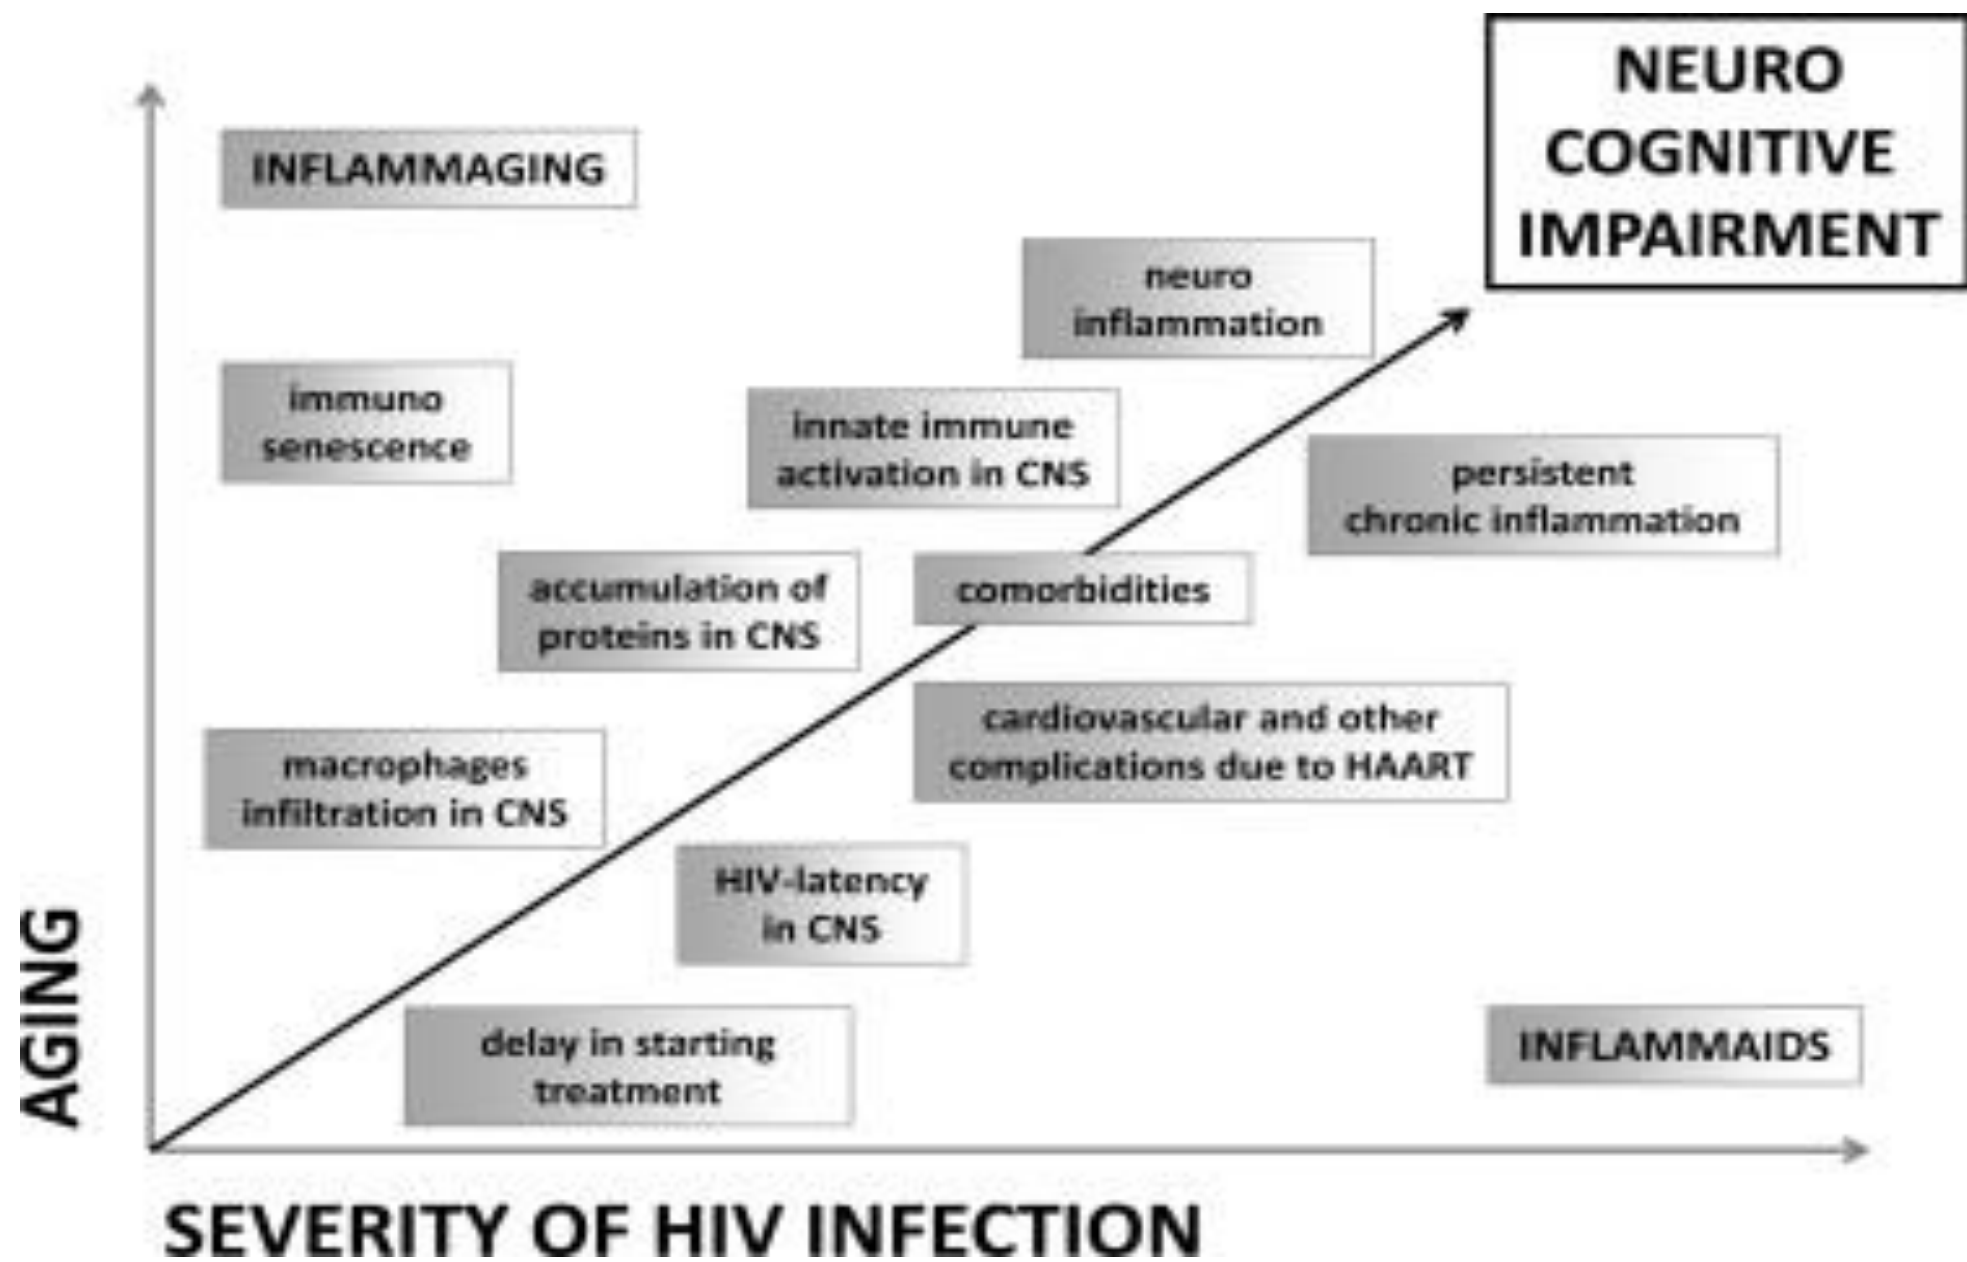 NEURO
COGNITIVE
IMPAIRMENT
INFLAMMAGING
neuro
inflammation
immuno
senescence
innate immune
activation in CNS
persistent
chronic inflammation
accumulation of
proteins in CNS
comorbidities
cardiovascular and other
complications due to HAART
macrophages
infiltration in CNS
HIV-latency
in CNS
delay in starting
treatment
INFLAMMAIDS
AGING
SEVERITY OF HIV INFECTION